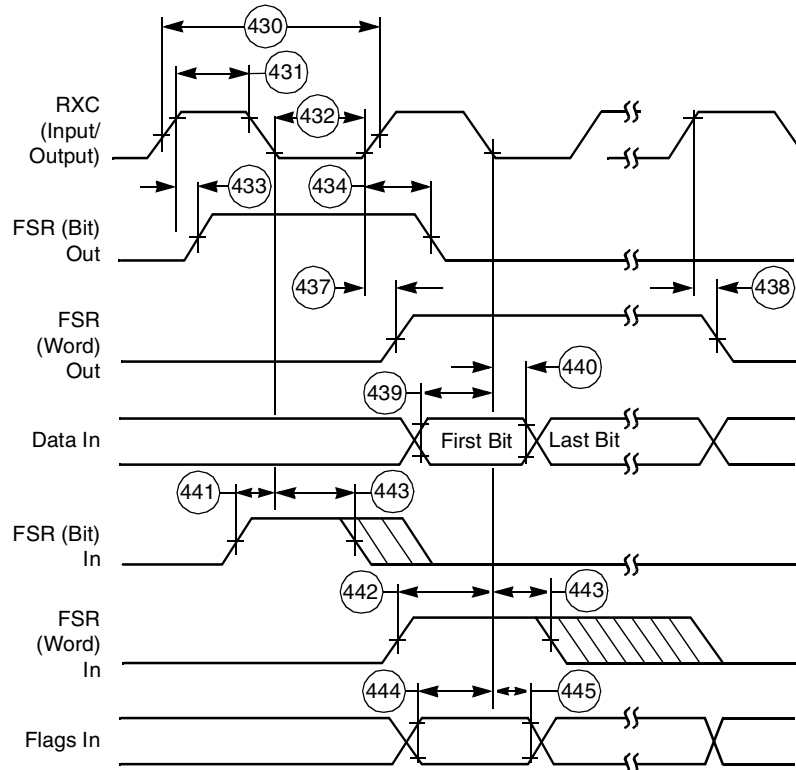 430
431
RXC
(Input/
Output)
432
433
434
FSR (Bit)
Out
437
438
FSR
(Word)
Out
440
439
Data In
First Bit
Last Bit
441
443
FSR (Bit)
In
442
443
FSR
(Word)
In
444
445
Flags In